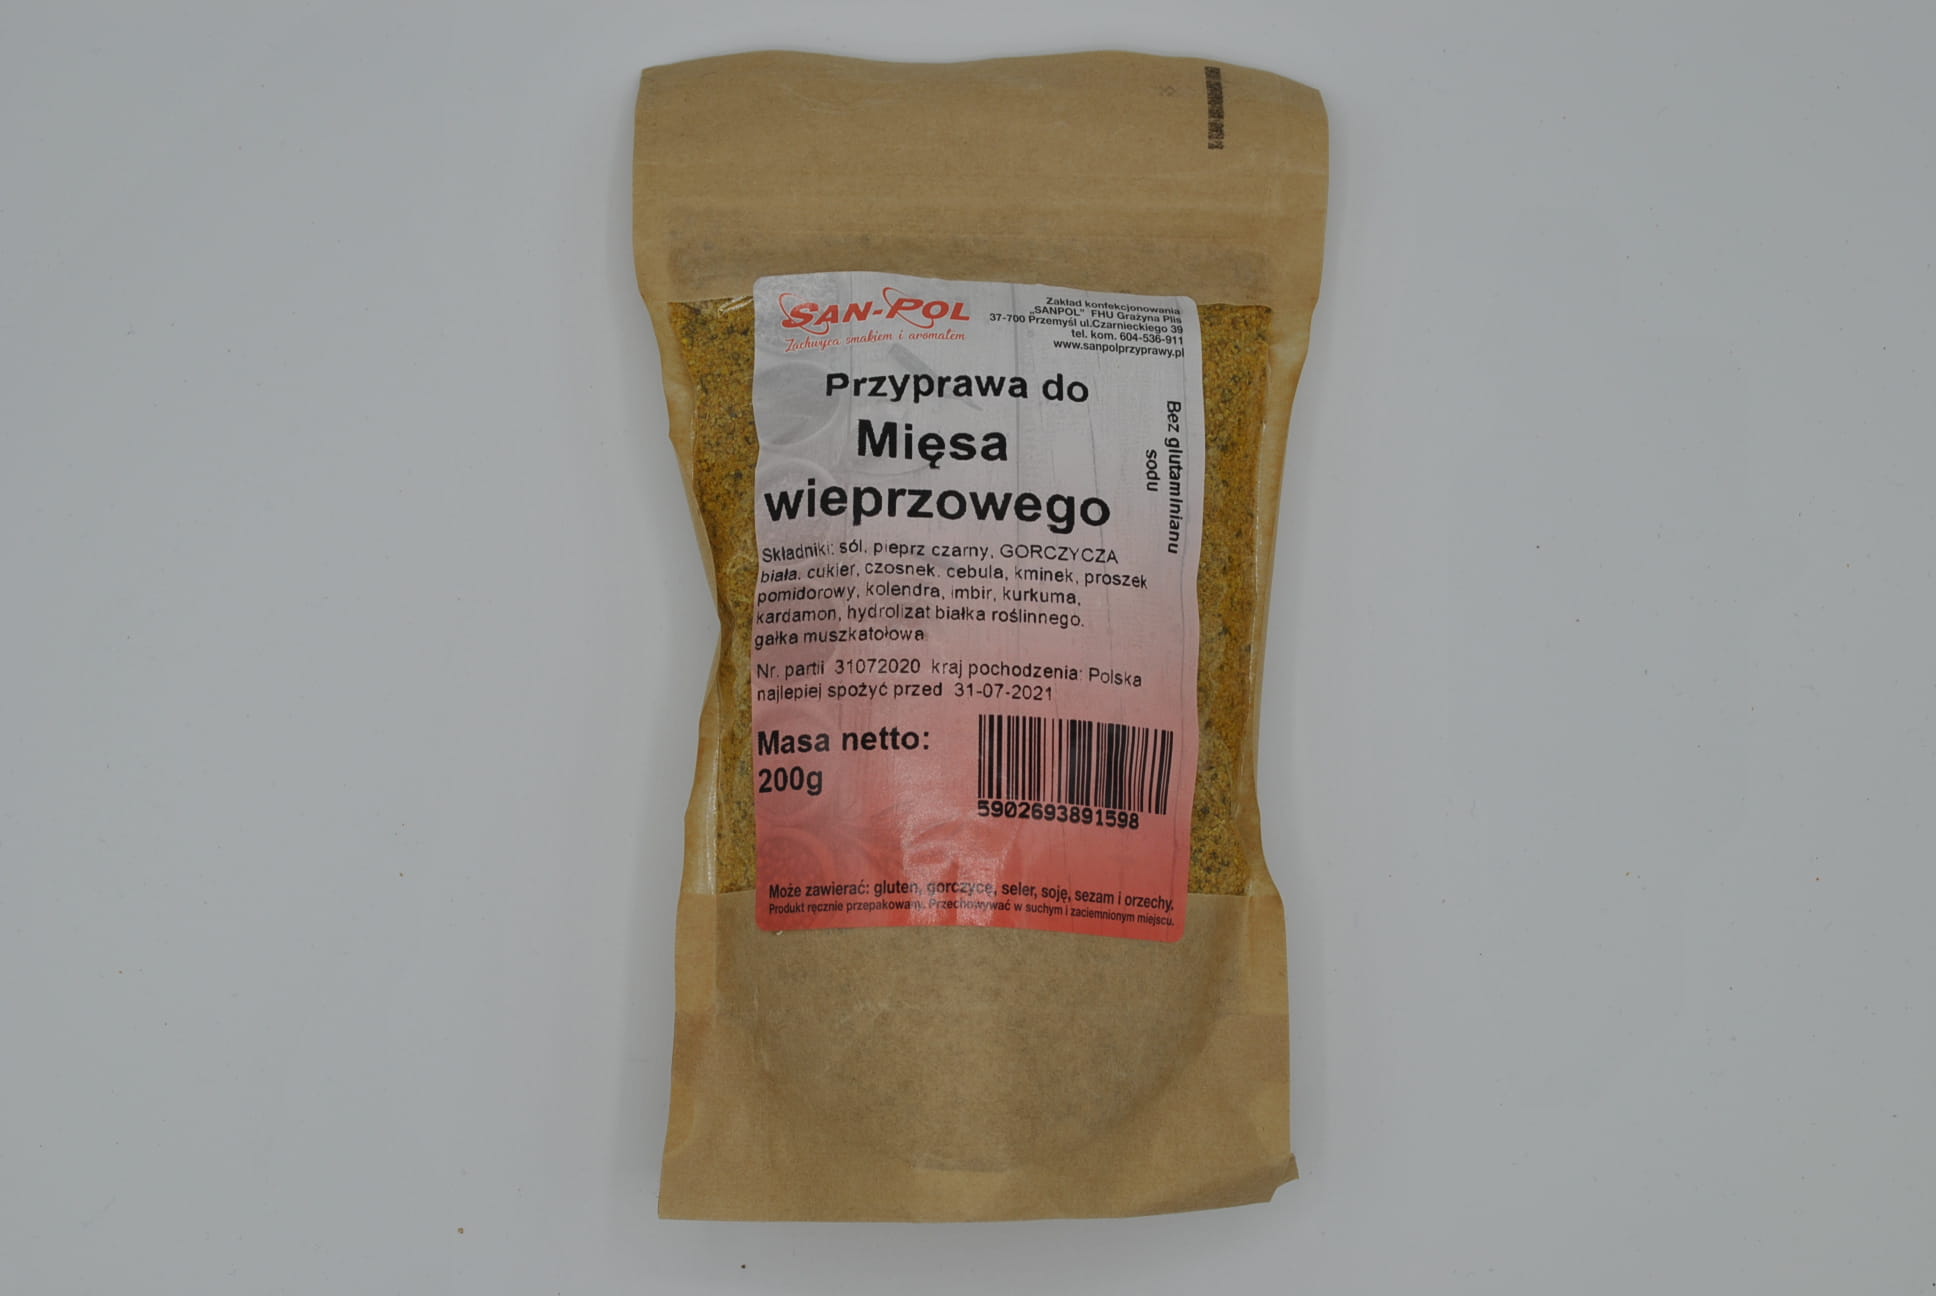 SAN-POL
Zachwyca smakiem i aromatem
Zakład konfekcjonowania
„SANPOL" FHU Grażyna Plis
37-700 Przemyśl ul.Czarnieckiego 39
tel. kom. 604-536-911
www.sanpolprzyprawy.pl
Przyprawa do
Mięsa
wieprzowego
Bez glutaminianu
sodu
Składniki: sól, pieprz czarny, GORCZYCZA
biała, cukier, czosnek, cebula, kminek, proszek
pomidorowy, kolendra, imbir, kurkuma,
kardamon, hydrolizat białka roślinnego,
gałka muszkatołowa
Nr. partii 31072020 kraj pochodzenia: Polska
najlepiej spożyć przed 31-07-2021
Masa netto:
200g
5902693891598
Może zawierać: gluten, gorczycę, seler, soję, sezam i orzechy.
Produkt ręcznie przepakowany. Przechowywać w suchym i zaciemnionym miejscu.